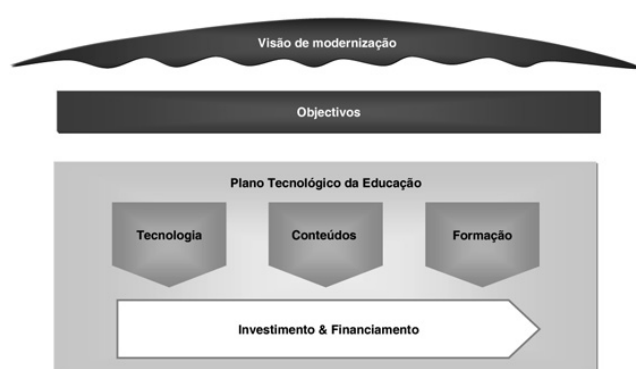 Visão de modernização
Objectivos
Plano Tecnológico da Educação
Tecnologia
Conteúdos
Formação
Investimento & Financiamento